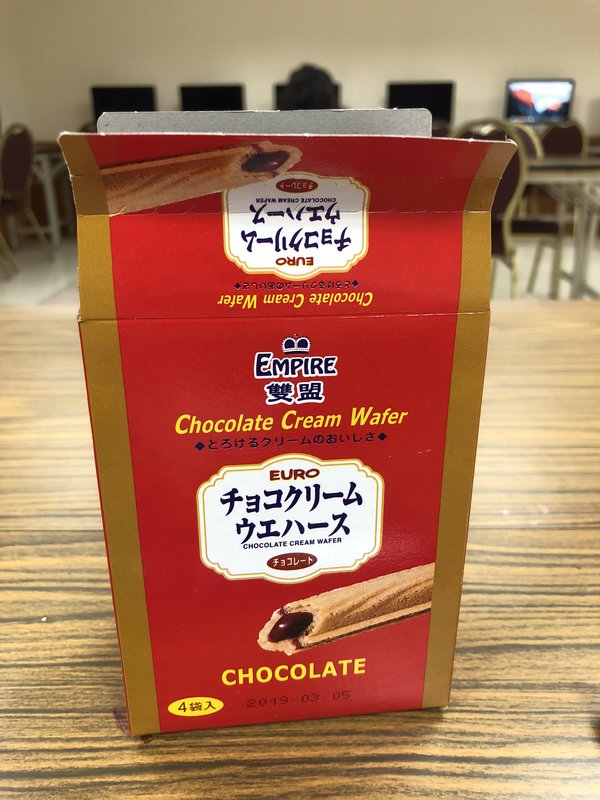 チョコレート
CHOCOLATE CREAM WAFER
ウエハース
チョコクリーム
EURO
◆とろけるクリームのおいしさ◆
Chocolate Cream Wafer
EMPIRE
雙盟
Chocolate Cream Wafer
◆とろけるクリームのおいしさ◆
EURO
チョコクリーム
ウエハース
CHOCOLATE CREAM WAFER
チョコレート
CHOCOLATE
4袋入
2019·03·05